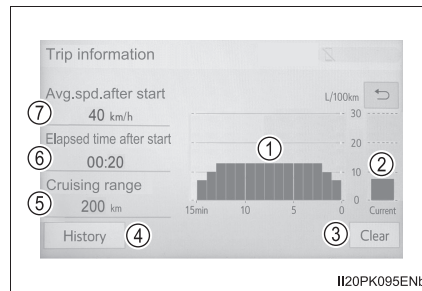 Trip information
Avg.spd.after start
L/100km
⑦
40 km/h
30
Elapsed time after start
①
20
⑥
00:20
②
Cruising range
10
⑤
200 km
0
15min
10
5
0
Current
History
④
③
Clear
II20PK095ENb